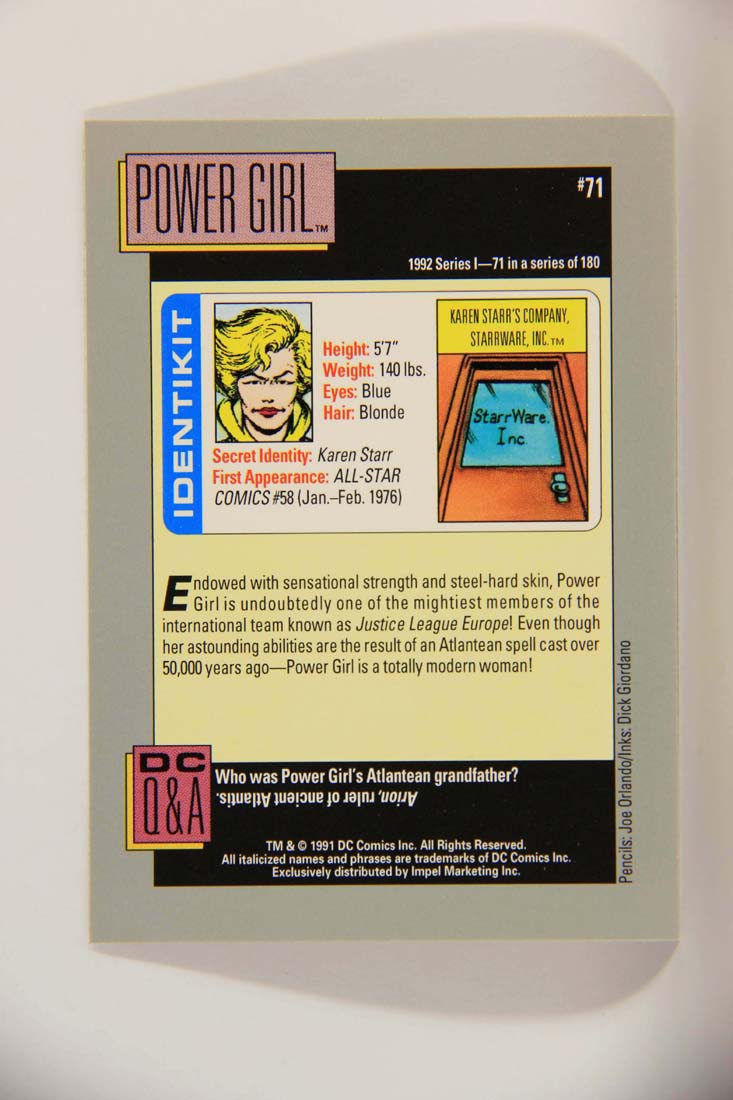 POWER GIRL™
#71
1992 Series I—71 in a series of 180
IDENTIKIT
Height: 5'7"
Weight: 140 lbs.
Eyes: Blue
Hair: Blonde
Secret Identity: Karen Starr
First Appearance: ALL-STAR
COMICS #58 (Jan.–Feb. 1976)
KAREN STARR'S COMPANY,
STARRWARE, INC.™
StarrWare.
Inc.
Endowed with sensational strength and steel-hard skin, Power
Girl is undoubtedly one of the mightiest members of the
international team known as Justice League Europe! Even though
her astounding abilities are the result of an Atlantean spell cast over
50,000 years ago—Power Girl is a totally modern woman!
Pencils: Joe Orlando/Inks: Dick Giordano
DC
Q&A
Who was Power Girl's Atlantean grandfather?
Arion, ruler of ancient Atlantis.
TM & © 1991 DC Comics Inc. All Rights Reserved.
All italicized names and phrases are trademarks of DC Comics Inc.
Exclusively distributed by Impel Marketing Inc.